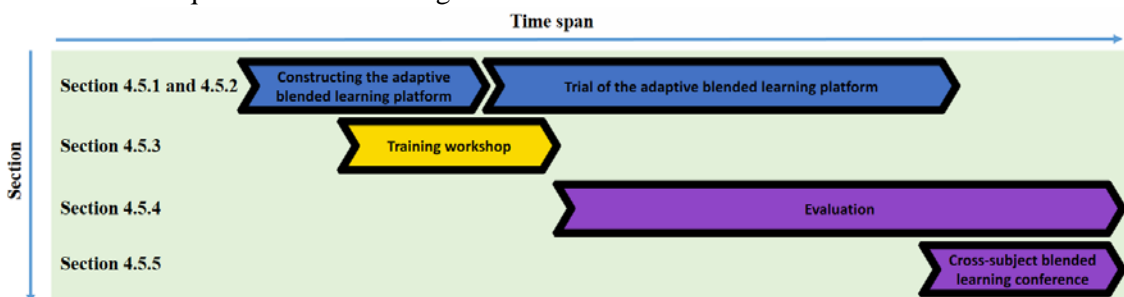 Time span
Section 4.5.1 and 4.5.2
Constructing the adaptive
blended learning platform
Trial of the adaptive blended learning platform
Section 4.5.3
Training workshop
Section
Section 4.5.4
Evaluation
Section 4.5.5
Cross-subject blended
learning conference